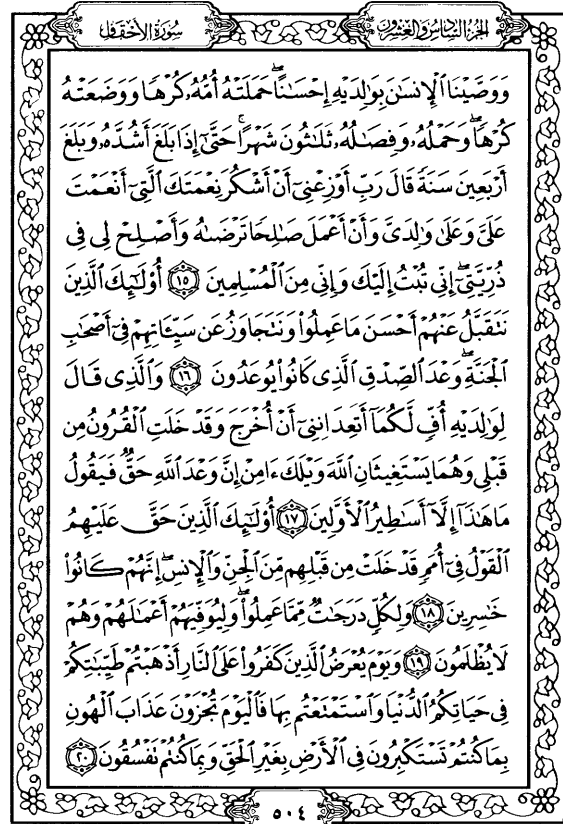 الجزء السادس والعشرون
سورة الأحقاف
وَوَصَّيْنَا ٱلْإِنسَٰنَ بِوَٰلِدَيْهِ إِحْسَٰنًا ۖ حَمَلَتْهُ أُمُّهُۥ كُرْهًا وَوَضَعَتْهُ
كُرْهًا ۖ وَحَمْلُهُۥ وَفِصَٰلُهُۥ ثَلَٰثُونَ شَهْرًا ۚ حَتَّىٰٓ إِذَا بَلَغَ أَشُدَّهُۥ وَبَلَغَ
أَرْبَعِينَ سَنَةً قَالَ رَبِّ أَوْزِعْنِىٓ أَنْ أَشْكُرَ نِعْمَتَكَ ٱلَّتِىٓ أَنْعَمْتَ
عَلَىَّ وَعَلَىٰ وَٰلِدَىَّ وَأَنْ أَعْمَلَ صَٰلِحًا تَرْضَىٰهُ وَأَصْلِحْ لِى فِى
ذُرِّيَّتِىٓ ۖ إِنِّى تُبْتُ إِلَيْكَ وَإِنِّى مِنَ ٱلْمُسْلِمِينَ ١٥ أُو۟لَٰٓئِكَ ٱلَّذِينَ
نَتَقَبَّلُ عَنْهُمْ أَحْسَنَ مَا عَمِلُوا۟ وَنَتَجَاوَزُ عَن سَيِّـَٔاتِهِمْ فِىٓ أَصْحَٰبِ
ٱلْجَنَّةِ ۖ وَعْدَ ٱلصِّدْقِ ٱلَّذِى كَانُوا۟ يُوعَدُونَ ١٦ وَٱلَّذِى قَالَ
لِوَٰلِدَيْهِ أُفٍّ لَّكُمَآ أَتَعِدَانِنِىٓ أَنْ أُخْرَجَ وَقَدْ خَلَتِ ٱلْقُرُونُ مِن
قَبْلِى وَهُمَا يَسْتَغِيثَانِ ٱللَّهَ وَيْلَكَ ءَامِنْ إِنَّ وَعْدَ ٱللَّهِ حَقٌّ فَيَقُولُ
مَا هَٰذَآ إِلَّآ أَسَٰطِيرُ ٱلْأَوَّلِينَ ١٧ أُو۟لَٰٓئِكَ ٱلَّذِينَ حَقَّ عَلَيْهِمُ
ٱلْقَوْلُ فِىٓ أُمَمٍ قَدْ خَلَتْ مِن قَبْلِهِم مِّنَ ٱلْجِنِّ وَٱلْإِنسِ ۖ إِنَّهُمْ كَانُوا۟
خَٰسِرِينَ ١٨ وَلِكُلٍّ دَرَجَٰتٌ مِّمَّا عَمِلُوا۟ ۖ وَلِيُوَفِّيَهُمْ أَعْمَٰلَهُمْ وَهُمْ
لَا يُظْلَمُونَ ١٩ وَيَوْمَ يُعْرَضُ ٱلَّذِينَ كَفَرُوا۟ عَلَى ٱلنَّارِ أَذْهَبْتُمْ طَيِّبَٰتِكُمْ
فِى حَيَاتِكُمُ ٱلدُّنْيَا وَٱسْتَمْتَعْتُم بِهَا فَٱلْيَوْمَ تُجْزَوْنَ عَذَابَ ٱلْهُونِ
بِمَا كُنتُمْ تَسْتَكْبِرُونَ فِى ٱلْأَرْضِ بِغَيْرِ ٱلْحَقِّ وَبِمَا كُنتُمْ تَفْسُقُونَ ٢٠
٥٠٤